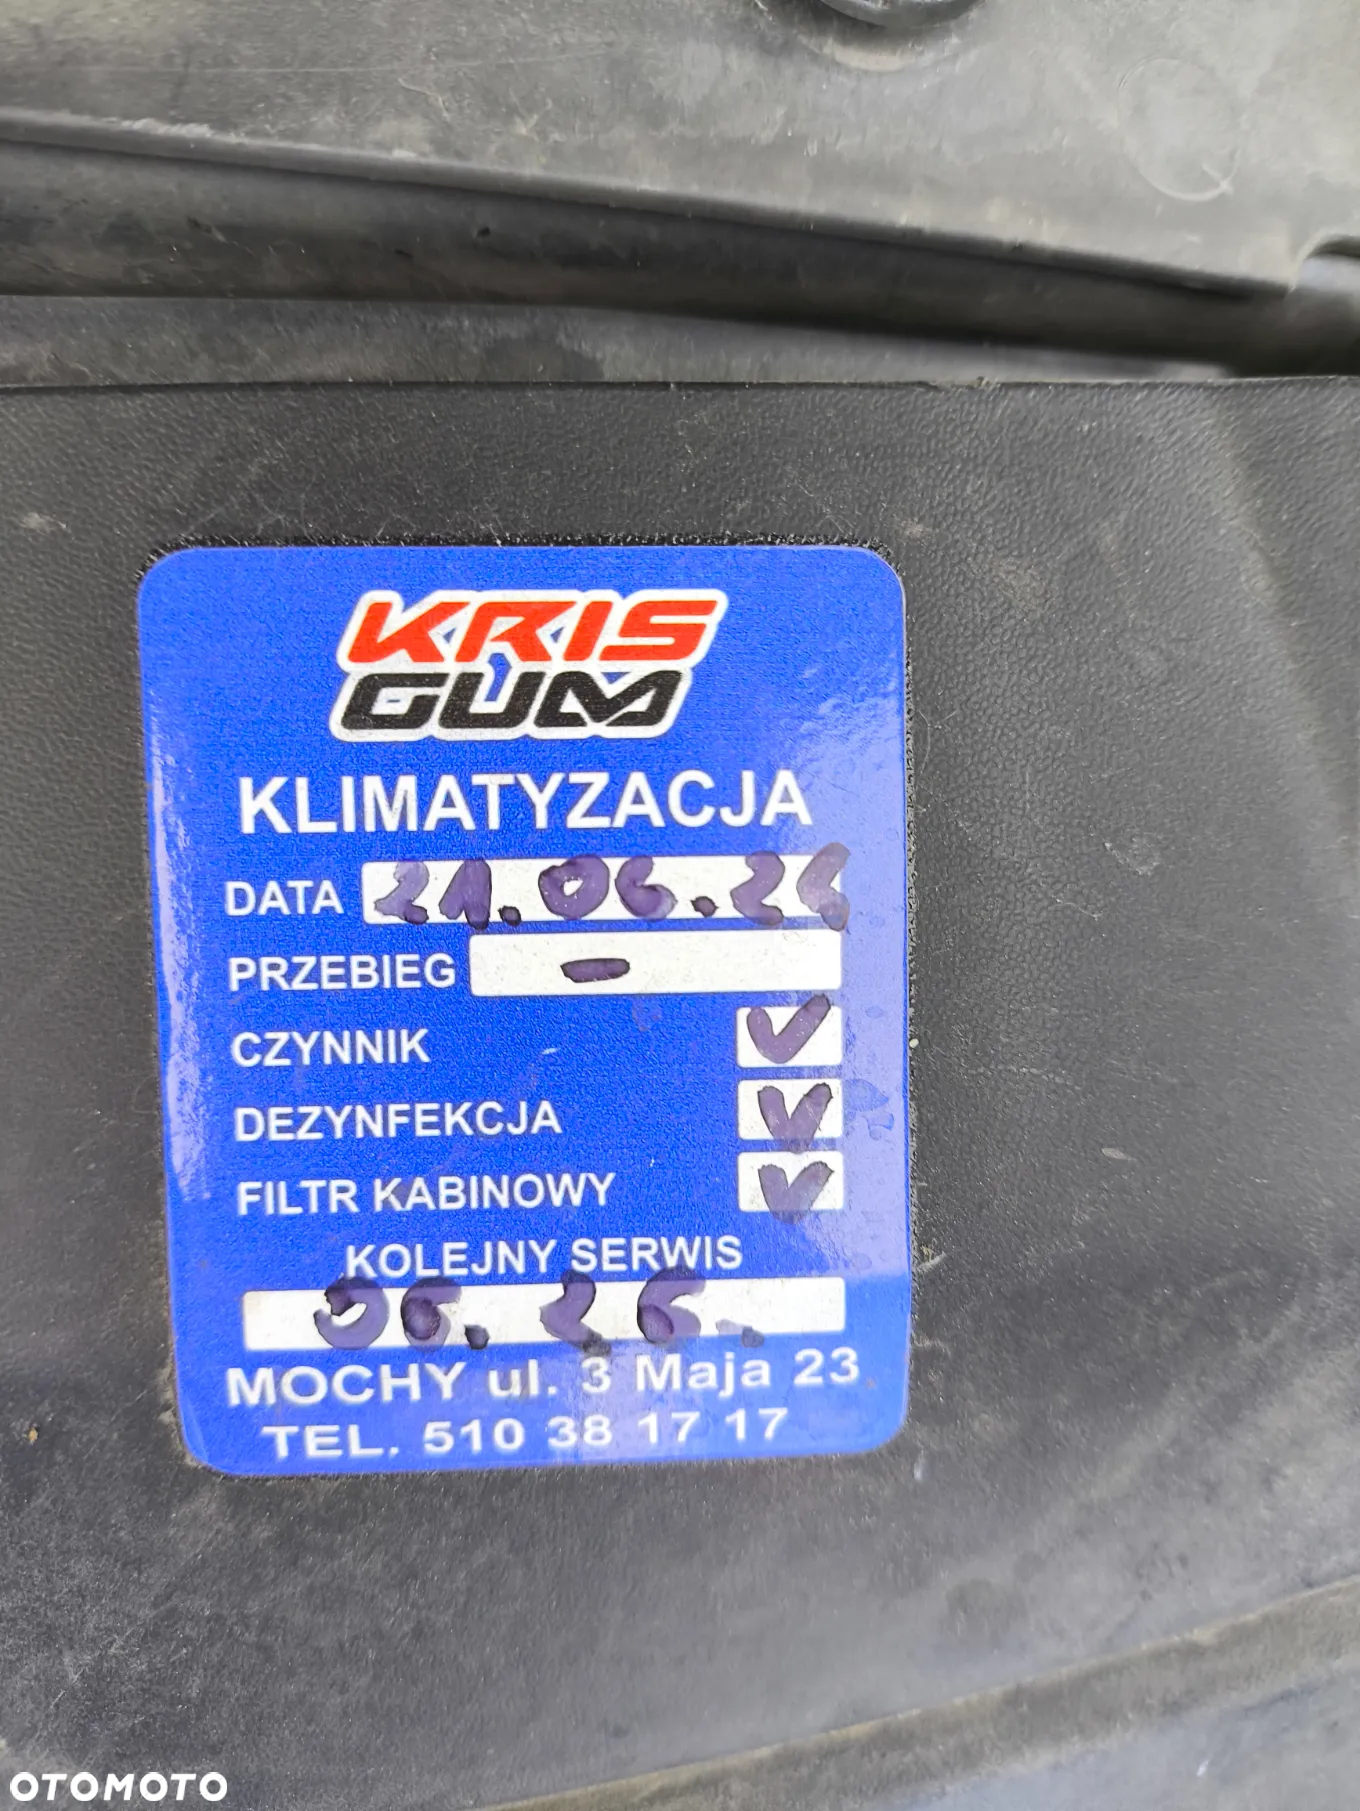 KRIS
GUM
KLIMATYZACJA
DATA 21.06.24
PRZEBIEG -
CZYNNIK ✓
DEZYNFEKCJA ✓
FILTR KABINOWY ✓
KOLEJNY SERWIS
06.26.
MOCHY ul. 3 Maja 23
TEL. 510 38 17 17
OTOMOTO